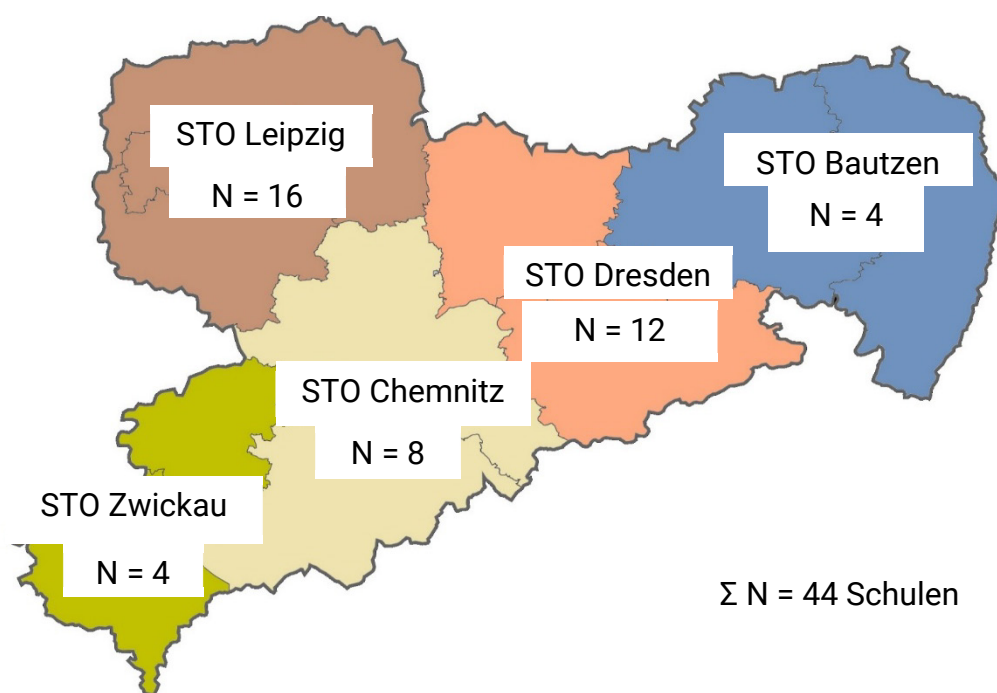 STO Leipzig
N = 16
STO Bautzen
N = 4
STO Dresden
N = 12
STO Chemnitz
N = 8
STO Zwickau
N = 4
Σ N = 44 Schulen